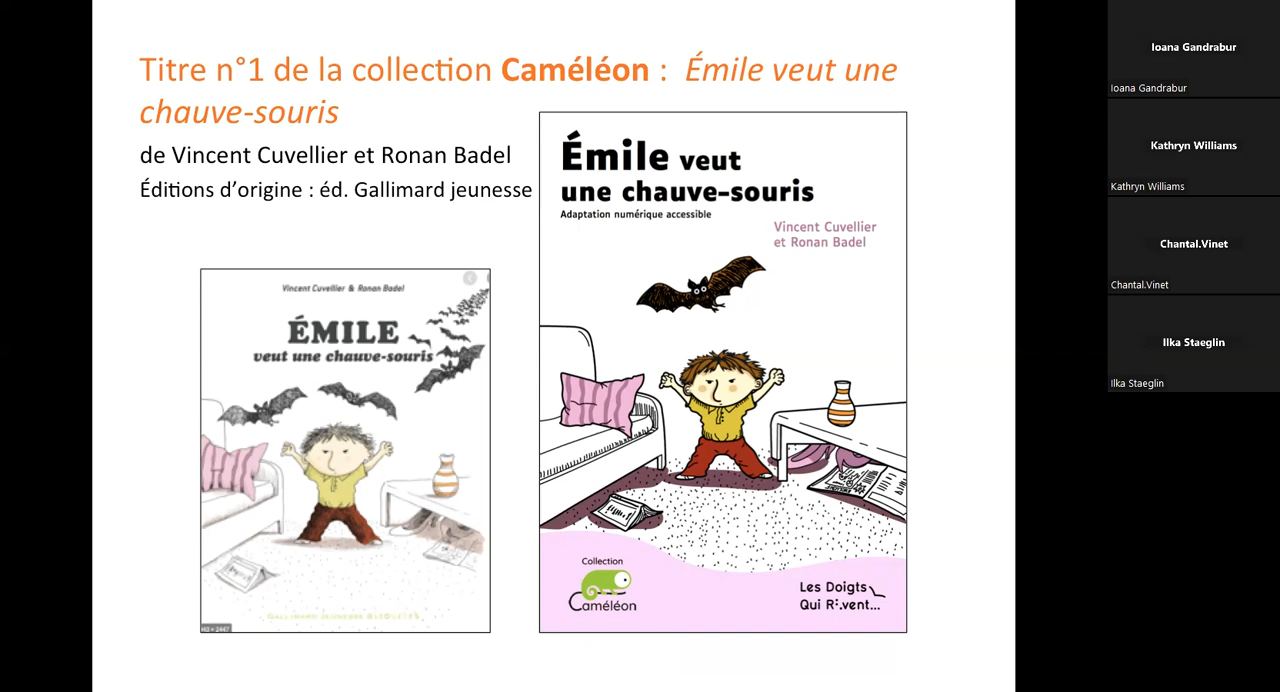 Titre n°1 de la collection Caméléon : Émile veut une
chauve-souris
de Vincent Cuvellier et Ronan Badel
Éditions d’origine : éd. Gallimard jeunesse
Vincent Cuvellier & Ronan Badel
ÉMILE
veut une chauve-souris
GALLIMARD JEUNESSE GIBOULÉES
Émile veut
une chauve-souris
Adaptation numérique accessible
Vincent Cuvellier
et Ronan Badel
Collection
Caméléon
Les Doigts
Qui R⠖vent...
Ioana Gandrabur
Ioana Gandrabur
Kathryn Williams
Kathryn Williams
Chantal.Vinet
Chantal.Vinet
Ilka Staeglin
Ilka Staeglin